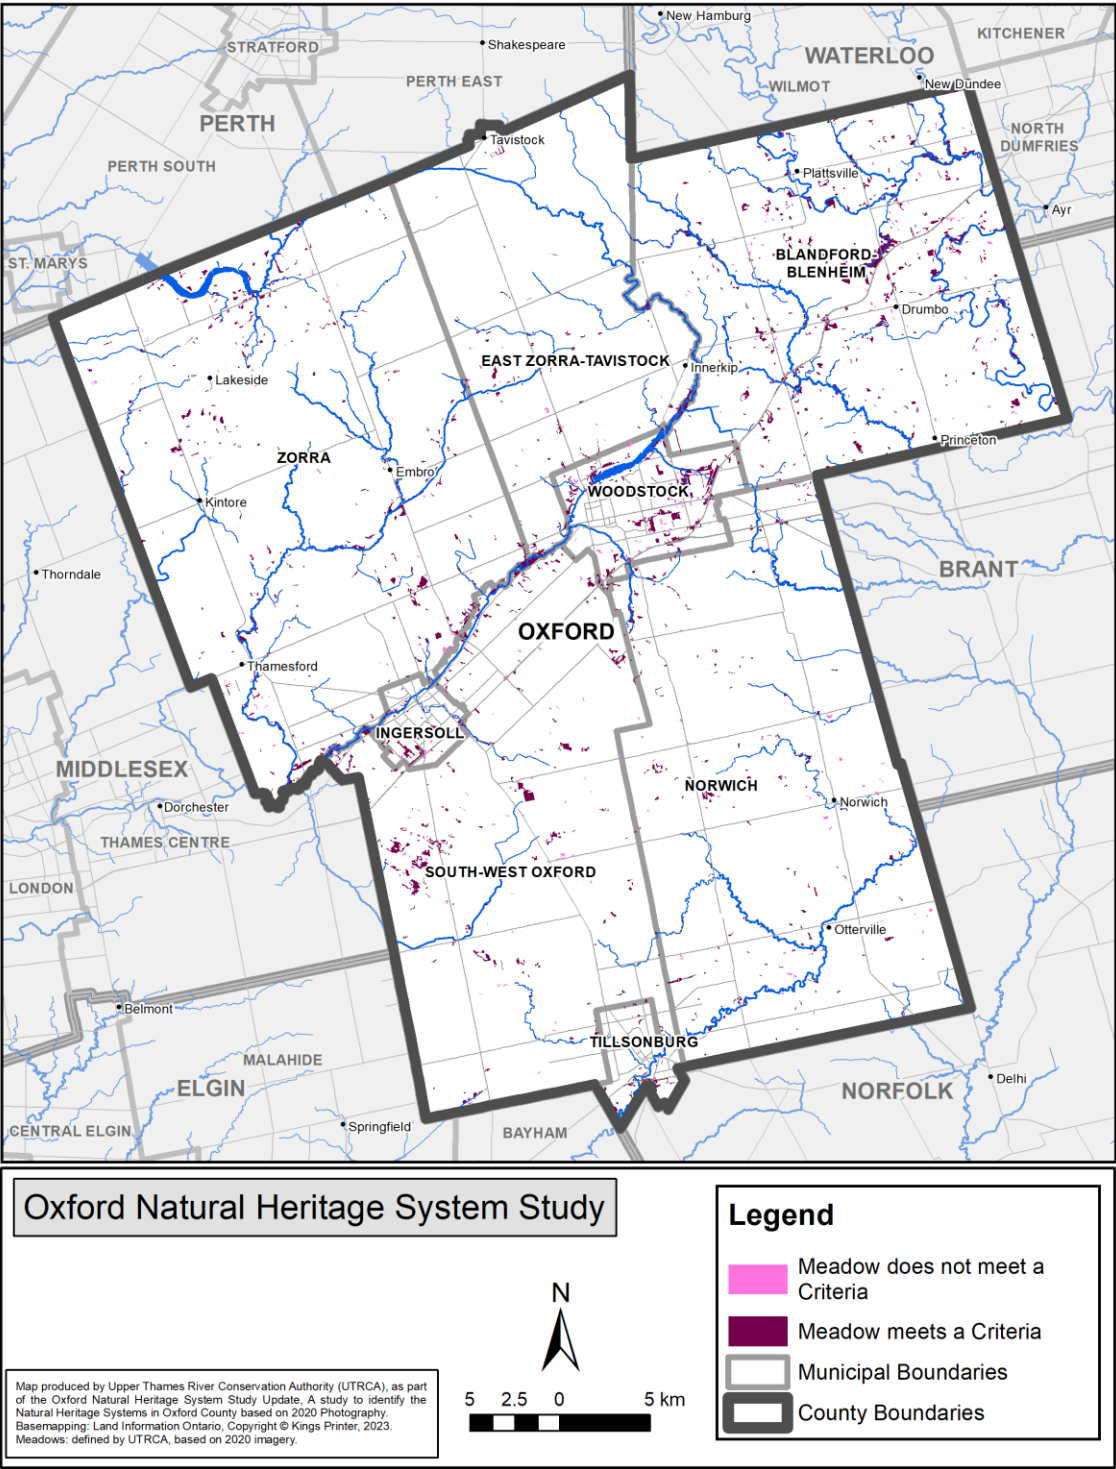 New Hamburg
KITCHENER
STRATFORD
Shakespeare
WATERLOO
PERTH EAST
WILMOT
New Dundee
PERTH
NORTH
DUMFRIES
Tavistock
PERTH SOUTH
Plattsville
Ayr
ST. MARYS
BLANDFORD-
BLENHEIM
Drumbo
EAST ZORRA-TAVISTOCK
Innerkip
Lakeside
Princeton
ZORRA
Embro
WOODSTOCK
Kintore
Thorndale
BRANT
OXFORD
Thamesford
INGERSOLL
MIDDLESEX
NORWICH
Dorchester
Norwich
THAMES CENTRE
SOUTH-WEST OXFORD
LONDON
Otterville
Belmont
TILLSONBURG
MALAHIDE
ELGIN
Delhi
NORFOLK
CENTRAL ELGIN
Springfield
BAYHAM
Oxford Natural Heritage System Study
N
5 2.5 0 5 km
Map produced by Upper Thames River Conservation Authority (UTRCA), as part
of the Oxford Natural Heritage System Study Update, A study to identify the
Natural Heritage Systems in Oxford County based on 2020 Photography.
Basemapping: Land Information Ontario, Copyright © Kings Printer, 2023.
Meadows: defined by UTRCA, based on 2020 imagery.
Legend
Meadow does not meet a
Criteria
Meadow meets a Criteria
Municipal Boundaries
County Boundaries